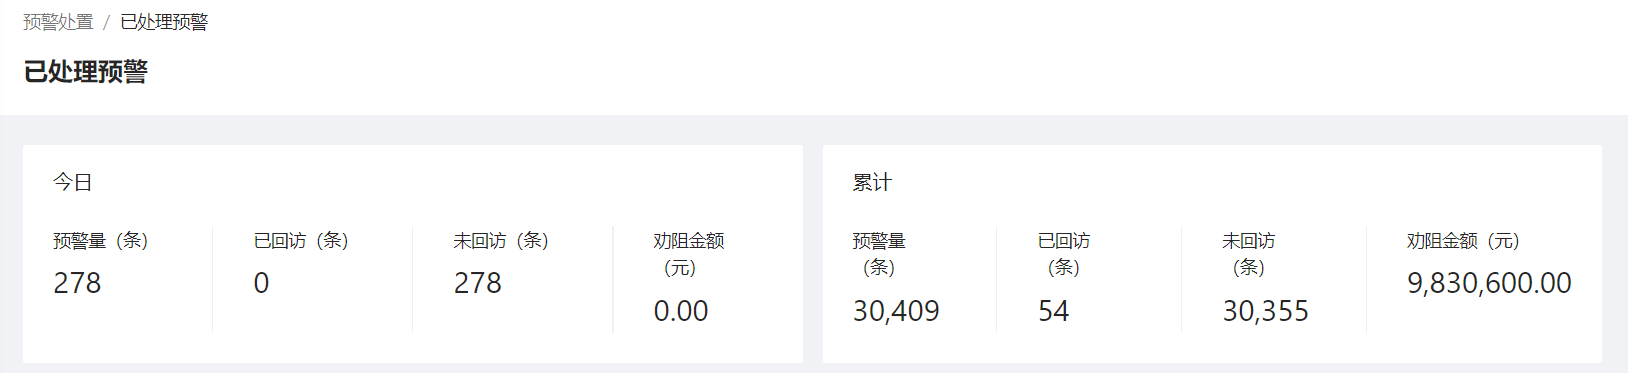 预警处置 / 已处理预警
已处理预警
今日
预警量（条）
278
已回访（条）
0
未回访（条）
278
劝阻金额
（元）
0.00
累计
预警量
（条）
30,409
已回访
（条）
54
未回访
（条）
30,355
劝阻金额（元）
9,830,600.00